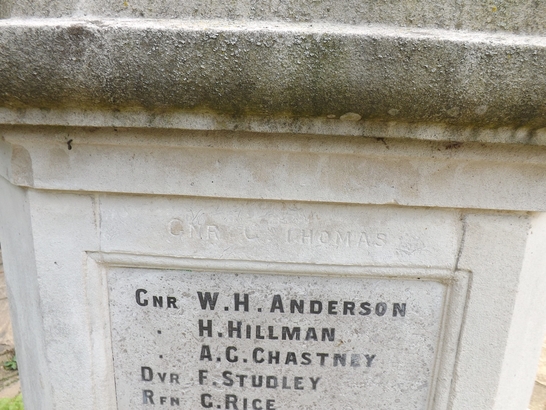 GNR C. THOMAS
GNR W.H. ANDERSON
. H. HILLMAN
. A.C. CHASTNEY
DVR F. STUDLEY
RFN C. RICE